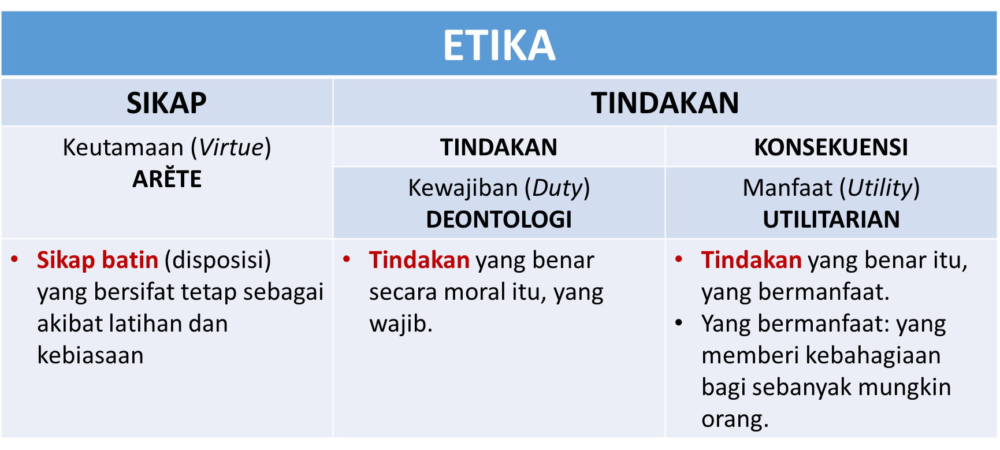 ETIKA
SIKAP
TINDAKAN
Keutamaan (Virtue)
ARĔTE
TINDAKAN
KONSEKUENSI
Kewajiban (Duty)
DEONTOLOGI
Manfaat (Utility)
UTILITARIAN
• Sikap batin (disposisi)
yang bersifat tetap sebagai
akibat latihan dan
kebiasaan
• Tindakan yang benar
secara moral itu, yang
wajib.
• Tindakan yang benar itu,
yang bermanfaat.
• Yang bermanfaat: yang
memberi kebahagiaan
bagi sebanyak mungkin
orang.